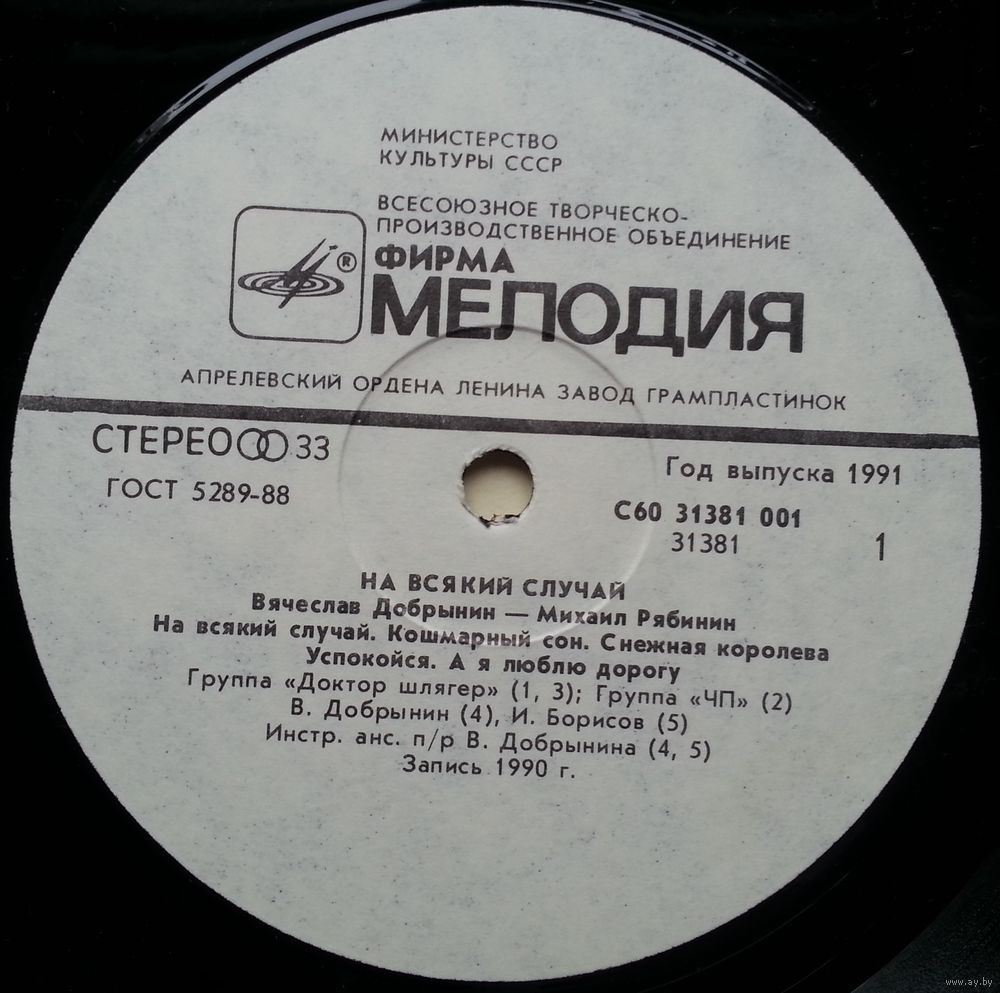 МИНИСТЕРСТВО
КУЛЬТУРЫ СССР
ВСЕСОЮЗНОЕ ТВОРЧЕСКО-
ПРОИЗВОДСТВЕННОЕ ОБЪЕДИНЕНИЕ
ФИРМА
®
МЕЛОДИЯ
АПРЕЛЕВСКИЙ ОРДЕНА ЛЕНИНА ЗАВОД ГРАМПЛАСТИНОК
СТЕРЕО 33
ГОСТ 5289-88
Год выпуска 1991
С60 31381 001
31381
1
НА ВСЯКИЙ СЛУЧАЙ
Вячеслав Добрынин — Михаил Рябинин
На всякий случай. Кошмарный сон. Снежная королева
Успокойся. А я люблю дорогу
Группа «Доктор шлягер» (1, 3); Группа «ЧП» (2)
В. Добрынин (4), И. Борисов (5)
Инстр. анс. п/р В. Добрынина (4, 5)
Запись 1990 г.
www.ay.by